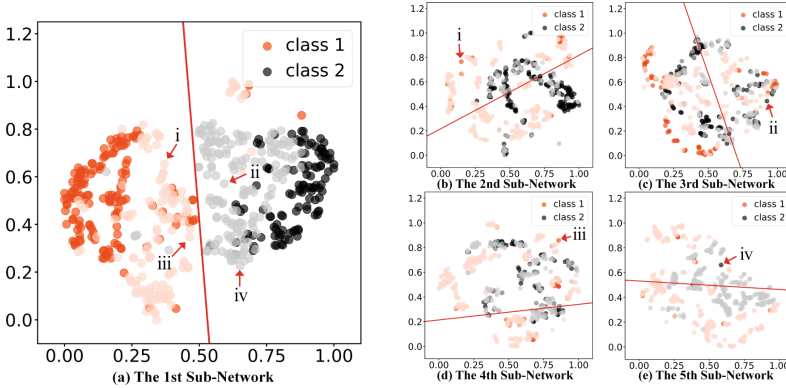 1.2
1.0
0.8
0.6
0.4
0.2
0.0
0.00 0.25 0.50 0.75 1.00
class 1
class 2
i
ii
iii
iv
(a) The 1st Sub-Network
1.2
1.0
0.8
0.6
0.4
0.2
0.0
0.00 0.25 0.50 0.75 1.00
class 1
class 2
i
(b) The 2nd Sub-Network
1.2
1.0
0.8
0.6
0.4
0.2
0.0
0.00 0.25 0.50 0.75 1.00
class 1
class 2
ii
(c) The 3rd Sub-Network
1.2
1.0
0.8
0.6
0.4
0.2
0.0
0.00 0.25 0.50 0.75 1.00
class 1
class 2
iii
(d) The 4th Sub-Network
1.2
1.0
0.8
0.6
0.4
0.2
0.0
0.00 0.25 0.50 0.75 1.00
class 1
class 2
iv
(e) The 5th Sub-Network